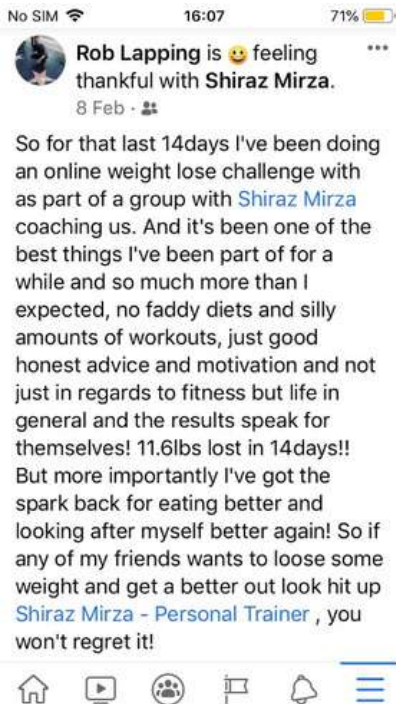 No SIM 16:07 71%
Rob Lapping is 😀 feeling
thankful with Shiraz Mirza.
8 Feb ·
So for that last 14days I've been doing
an online weight lose challenge with
as part of a group with Shiraz Mirza
coaching us. And it's been one of the
best things I've been part of for a
while and so much more than I
expected, no faddy diets and silly
amounts of workouts, just good
honest advice and motivation and not
just in regards to fitness but life in
general and the results speak for
themselves! 11.6lbs lost in 14days!!
But more importantly I've got the
spark back for eating better and
looking after myself better again! So if
any of my friends wants to loose some
weight and get a better out look hit up
Shiraz Mirza - Personal Trainer , you
won't regret it!